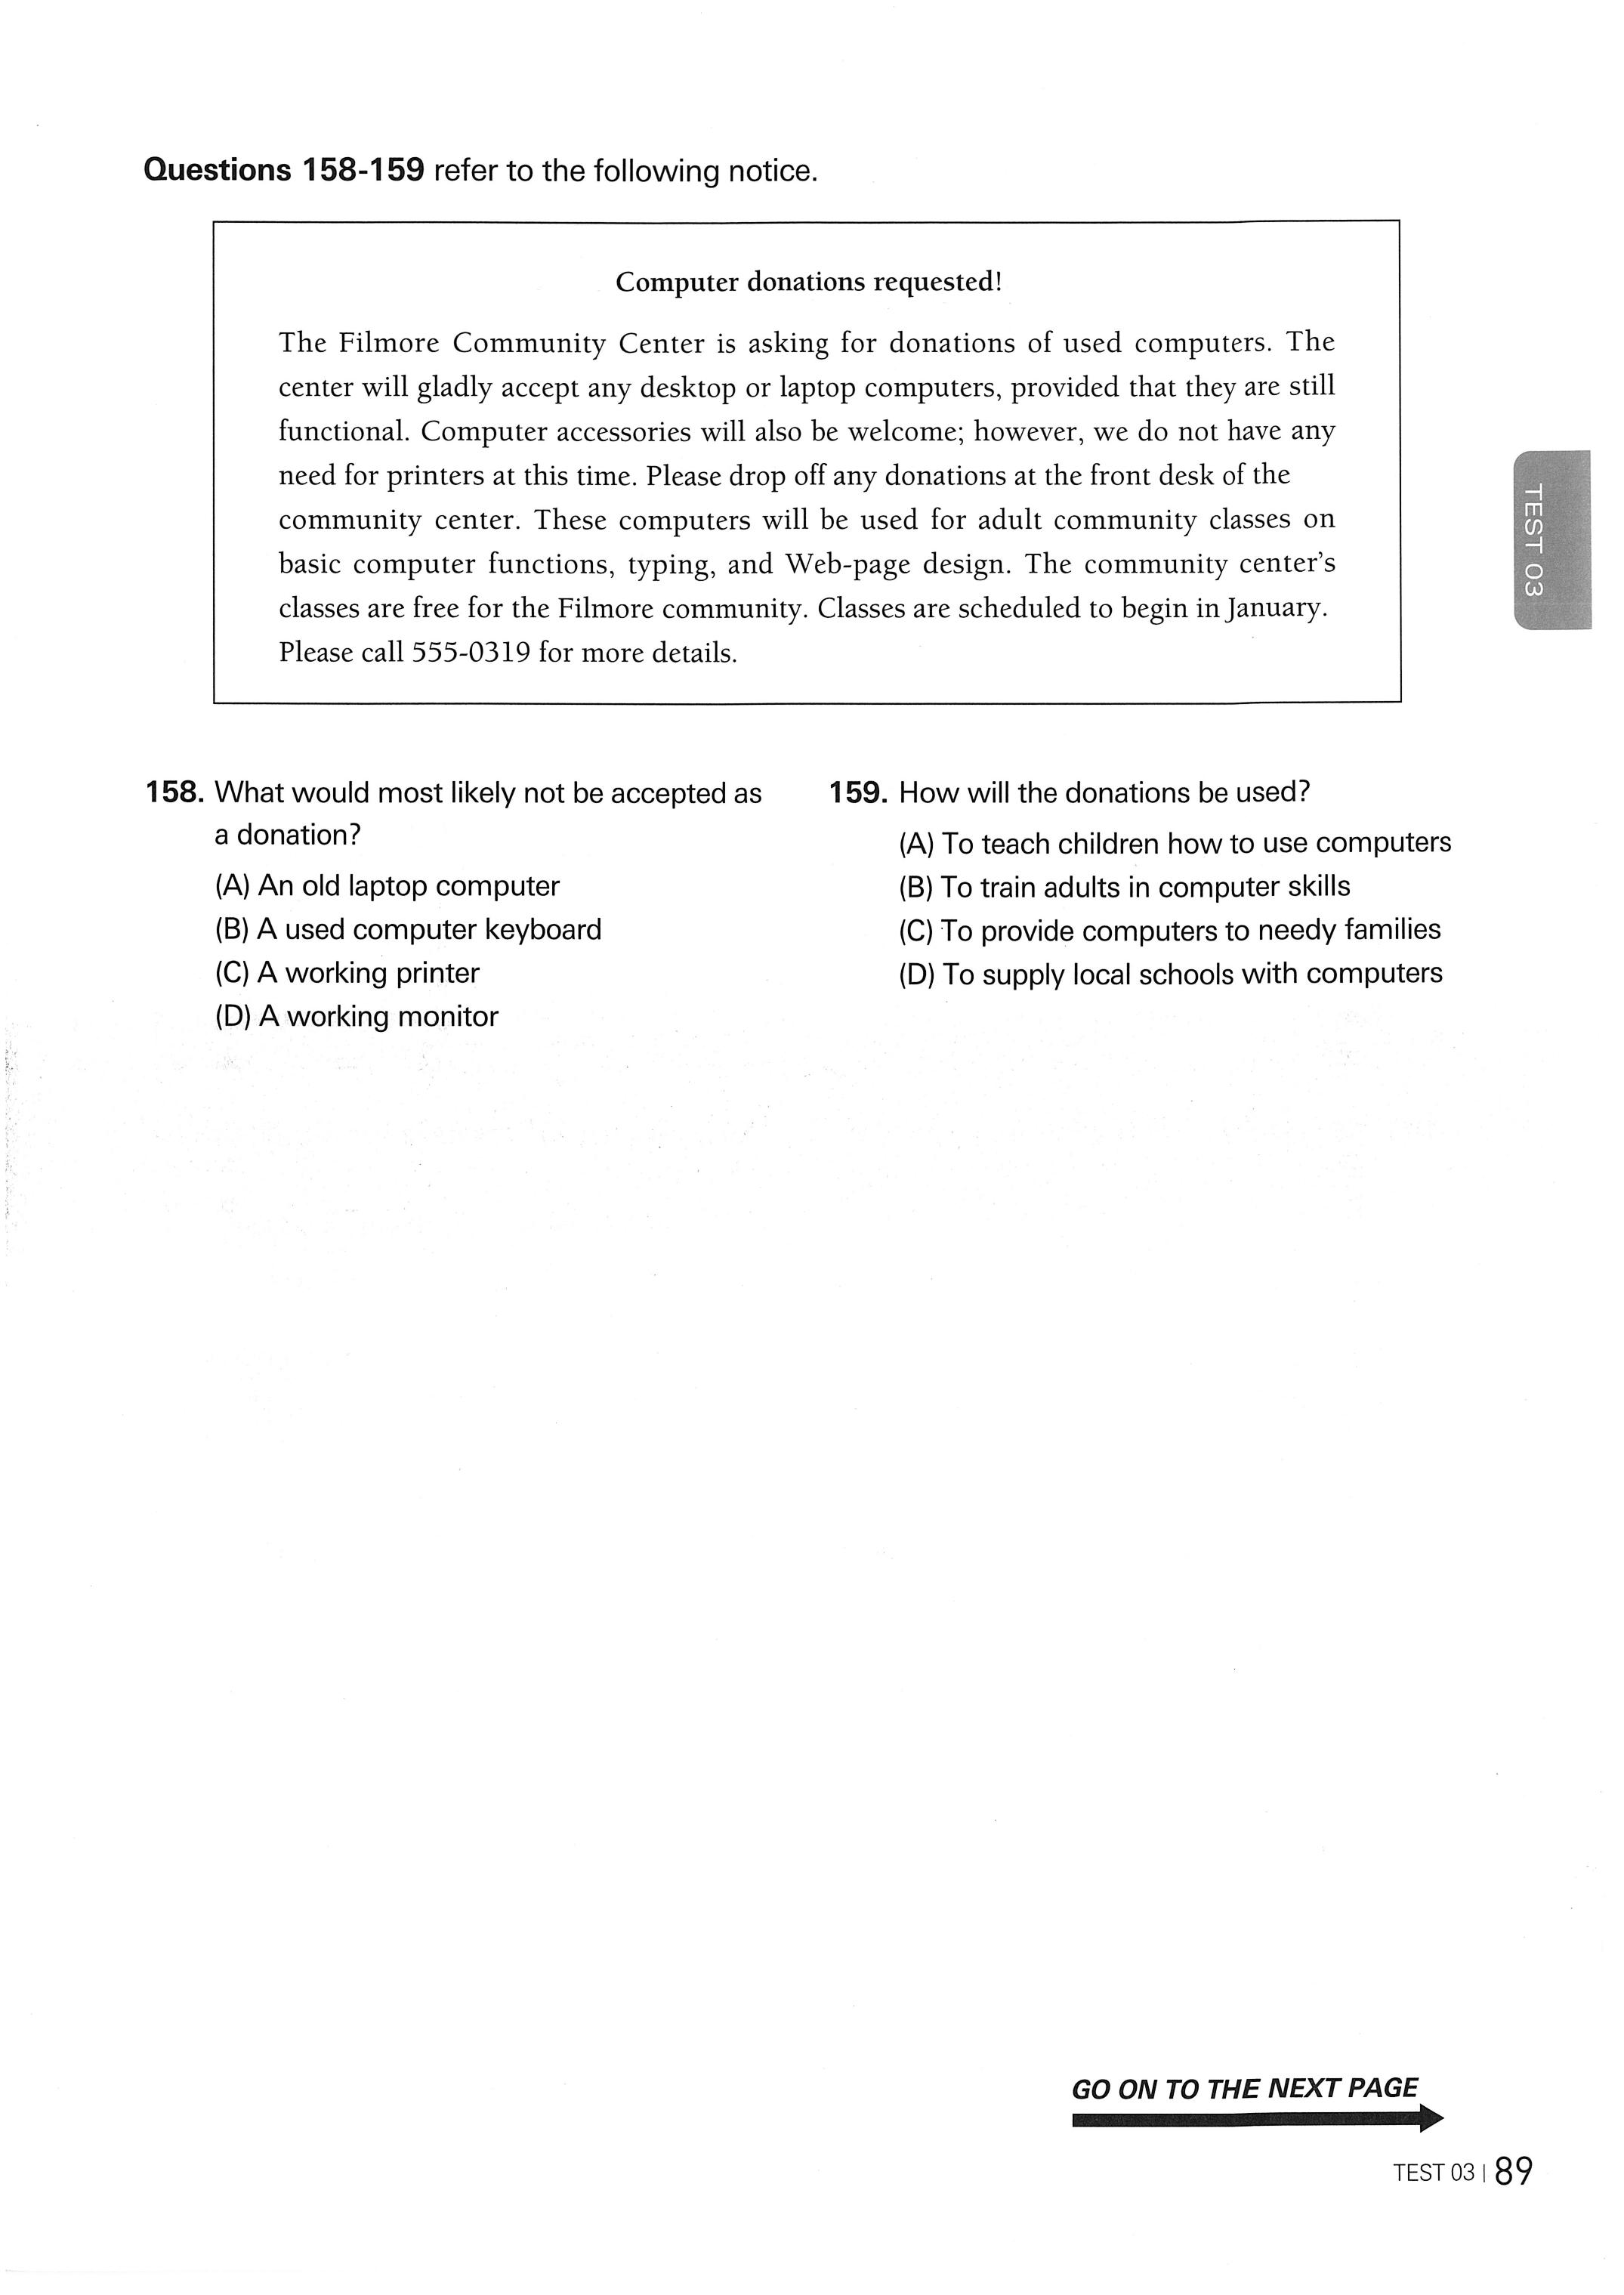 Questions 158-159 refer to the following notice.
Computer donations requested!
The Filmore Community Center is asking for donations of used computers. The
center will gladly accept any desktop or laptop computers, provided that they are still
functional. Computer accessories will also be welcome; however, we do not have any
need for printers at this time. Please drop off any donations at the front desk of the
community center. These computers will be used for adult community classes on
basic computer functions, typing, and Web-page design. The community center's
classes are free for the Filmore community. Classes are scheduled to begin in January.
Please call 555-0319 for more details.
TEST 03
158. What would most likely not be accepted as
a donation?
(A) An old laptop computer
(B) A used computer keyboard
(C) A working printer
(D) A working monitor
159. How will the donations be used?
(A) To teach children how to use computers
(B) To train adults in computer skills
(C) To provide computers to needy families
(D) To supply local schools with computers
GO ON TO THE NEXT PAGE
TEST 03 | 89